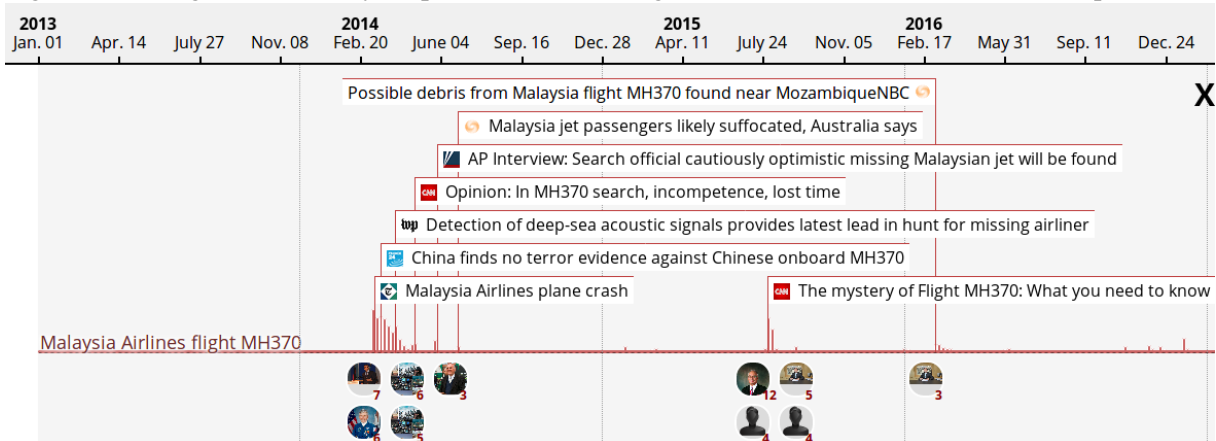 2013 2014 2015 2016
Jan. 01 Apr. 14 July 27 Nov. 08 Feb. 20 June 04 Sep. 16 Dec. 28 Apr. 11 July 24 Nov. 05 Feb. 17 May 31 Sep. 11 Dec. 24
Possible debris from Malaysia flight MH370 found near MozambiqueNBC
X
Malaysia jet passengers likely suffocated, Australia says
AP Interview: Search official cautiously optimistic missing Malaysian jet will be found
CNN Opinion: In MH370 search, incompetence, lost time
wp Detection of deep-sea acoustic signals provides latest lead in hunt for missing airliner
China finds no terror evidence against Chinese onboard MH370
Malaysia Airlines plane crash
CNN The mystery of Flight MH370: What you need to know
Malaysia Airlines flight MH370
7 6 3 12 5 3
6 5 4 4